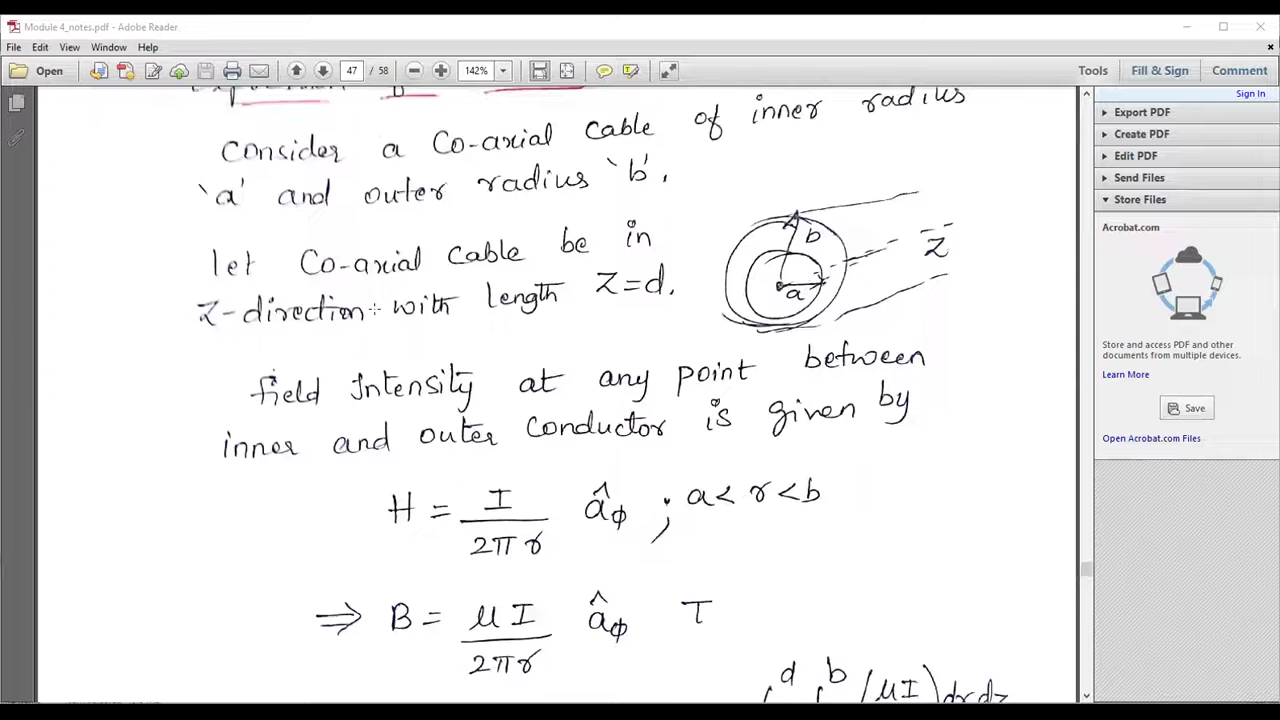 Module 4_notes.pdf - Adobe Reader
File Edit View Window Help
Open 47 / 58 142% Tools Fill & Sign Comment
Sign In
Consider a Co-axial Cable of inner radius
'a' and outer radius 'b'.
let Co-axial Cable be in
Z-direction with length Z=d.
b
a
Z
field Intensity at any point between
inner and outer Conductor is given by
H = I / 2πr âϕ ; a< r <b
⇒ B = μI / 2πr âϕ T
d b (μI) dr dz
Export PDF
Create PDF
Edit PDF
Send Files
Store Files
Acrobat.com
Store and access PDF and other
documents from multiple devices.
Learn More
Save
Open Acrobat.com Files